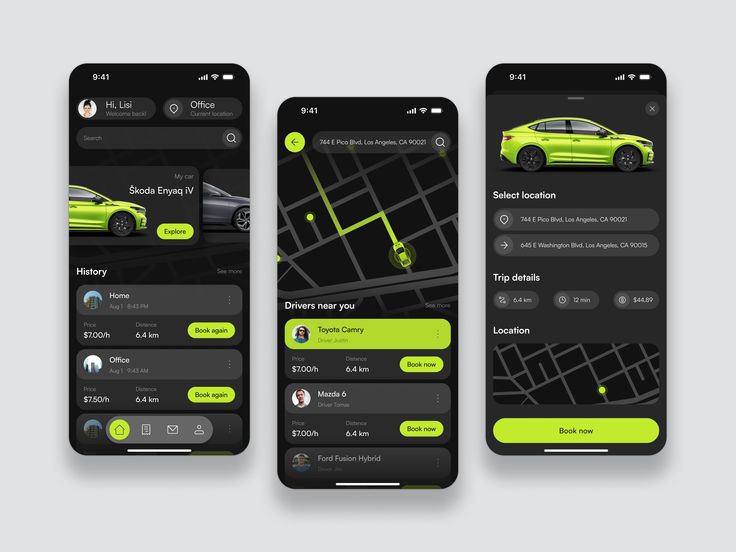 9:41
Hi, Lisi
Welcome back!
Office
Current location
Search
My car
Škoda Enyaq iV
Explore
History
See more
Home
Aug 1 8:43 PM
Price
Distance
$7.00/h
6.4 km
Book again
Office
Aug 1 9:43 AM
Price
Distance
$7.50/h
6.4 km
Book again
9:41
744 E Pico Blvd, Los Angeles, CA 90021
Drivers near you
See more
Toyota Camry
Driver Justin
Price
Distance
$7.00/h
6.4 km
Book now
Mazda 6
Driver Tomas
Price
Distance
$7.00/h
6.4 km
Book now
Ford Fusion Hybrid
Driver Jin
9:41
Select location
744 E Pico Blvd, Los Angeles, CA 90021
645 E Washington Blvd, Los Angeles, CA 90015
Trip details
6.4 km
12 min
$44.89
Location
Book now